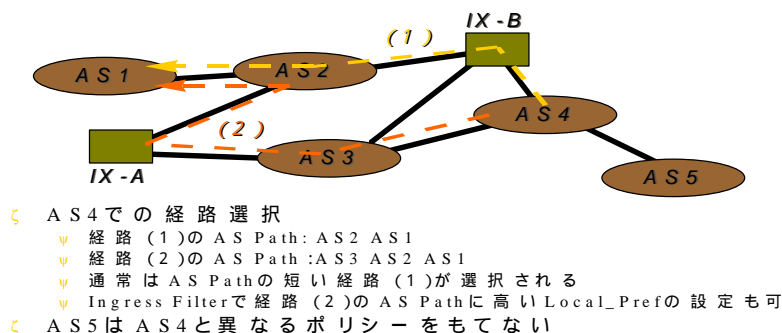 (1)
IX-B
AS1
AS2
AS4
(2)
IX-A
AS3
AS5
ζ AS4での経路選択
ψ 経路(1)のAS Path: AS2 AS1
ψ 経路(2)のAS Path :AS3 AS2 AS1
ψ 通常はAS Pathの短い経路(1)が選択される
ψ Ingress Filterで経路(2)のAS Pathに高いLocal_Prefの設定も可
ζ AS5はAS4と異なるポリシーをもてない